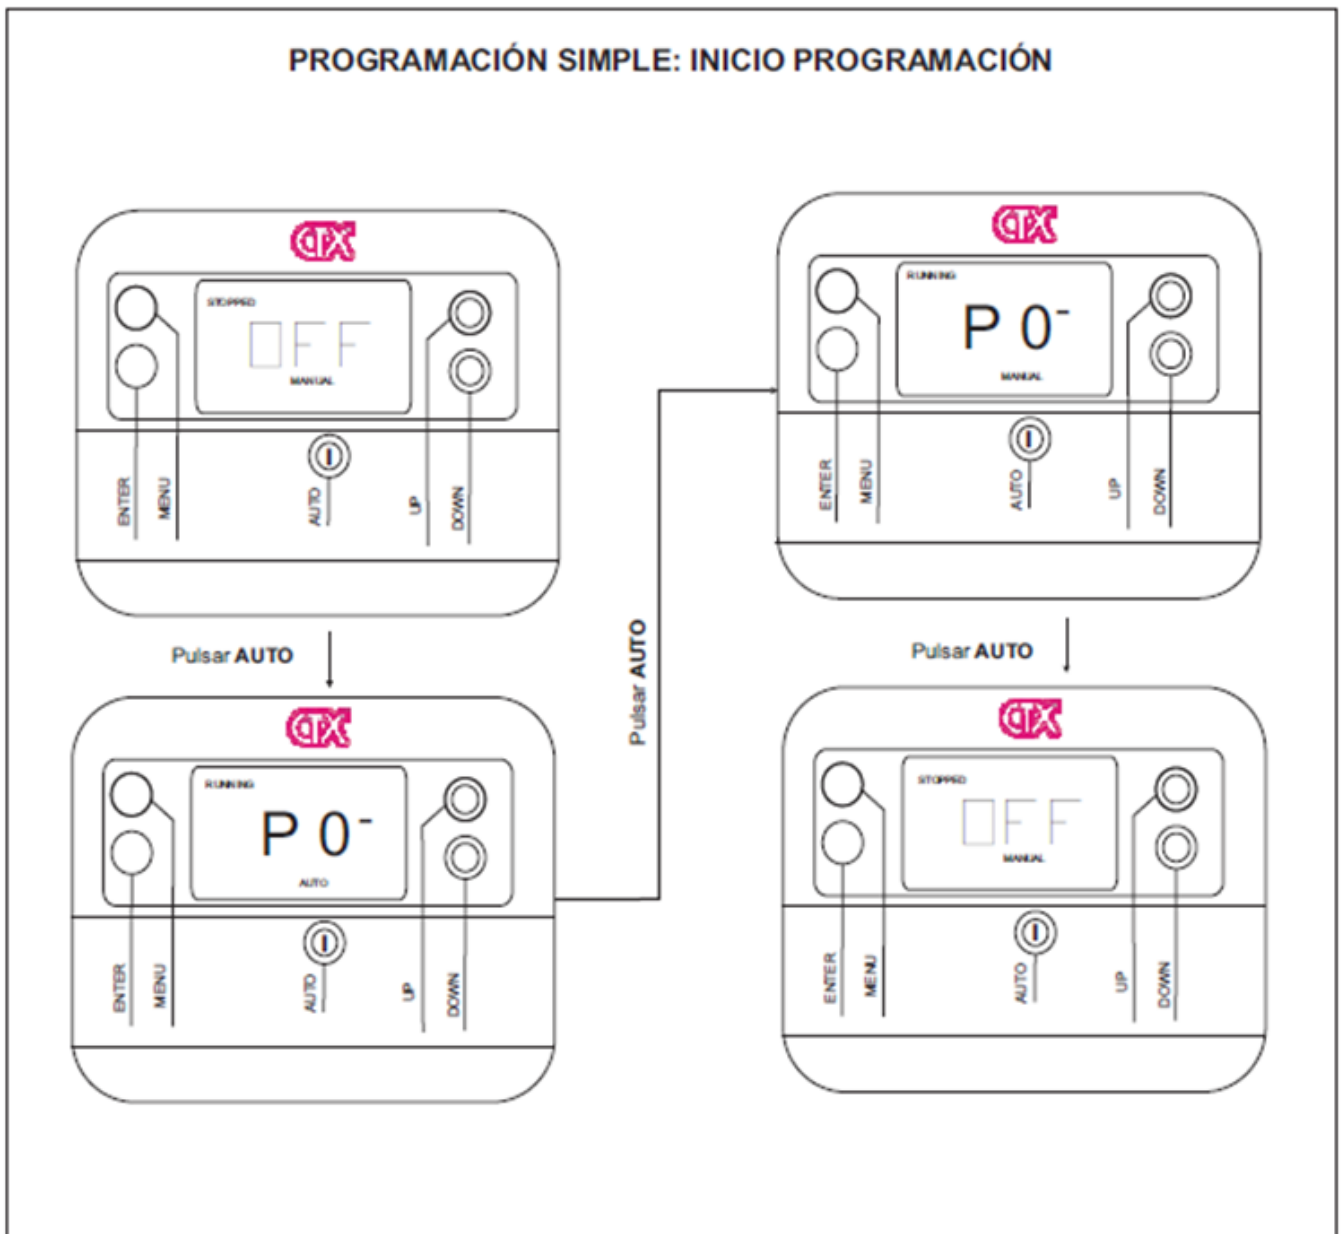 PROGRAMACIÓN SIMPLE: INICIO PROGRAMACIÓN
CTX
STOPPED
OFF
MANUAL
ENTER
MENU
AUTO
UP
DOWN
Pulsar AUTO
CTX
RUNNING
P 0-
AUTO
ENTER
MENU
AUTO
UP
DOWN
Pulsar AUTO
CTX
RUNNING
P 0-
MANUAL
ENTER
MENU
AUTO
UP
DOWN
Pulsar AUTO
CTX
STOPPED
OFF
MANUAL
ENTER
MENU
AUTO
UP
DOWN